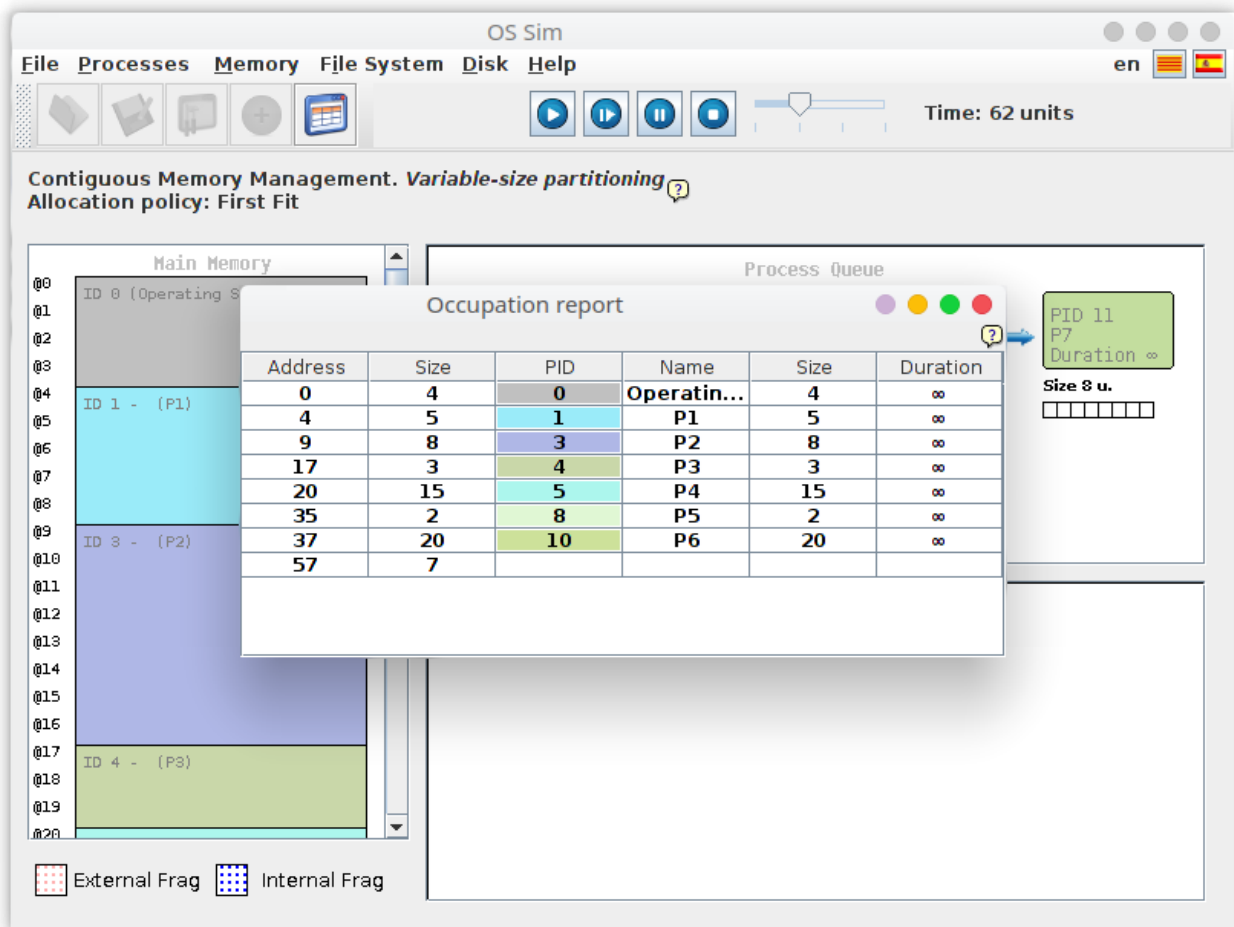 OS Sim
File Processes Memory File System Disk Help en
Time: 62 units
Contiguous Memory Management. Variable-size partitioning ?
Allocation policy: First Fit
Main Memory
@0
@1
@2
@3
@4
@5
@6
@7
@8
@9
@10
@11
@12
@13
@14
@15
@16
@17
@18
@19
@20
ID 0 (Operating S
ID 1 - (P1)
ID 3 - (P2)
ID 4 - (P3)
Process Queue
PID 11
P7
Duration ∞
Size 8 u.
Occupation report
?
Address Size PID Name Size Duration
0 4 0 Operatin... 4 ∞
4 5 1 P1 5 ∞
9 8 3 P2 8 ∞
17 3 4 P3 3 ∞
20 15 5 P4 15 ∞
35 2 8 P5 2 ∞
37 20 10 P6 20 ∞
57 7
External Frag Internal Frag